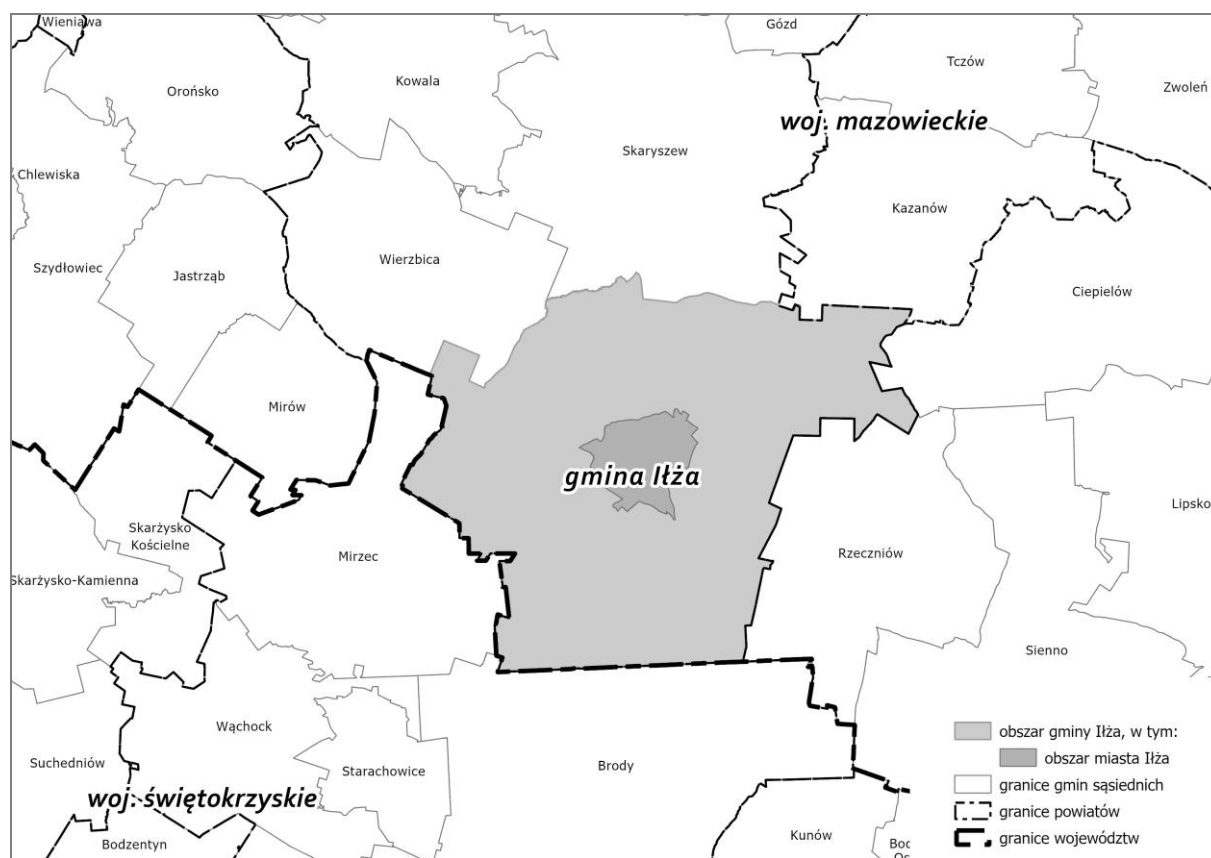 Wieniawa
Gózd
Tczów
Kowala
Orońsko
Zwoleń
woj. mazowieckie
Skaryszew
Chlewiska
Kazanów
Wierzbica
Szydłowiec
Jastrząb
Ciepielów
Mirów
gmina Iłża
Lipsko
Skarżysko
Kościelne
Mirzec
Rzeczniów
Skarżysko-Kamienna
Sienno
Wąchock
obszar gminy Iłża, w tym:
obszar miasta Iłża
Suchedniów
Starachowice
Brody
granice gmin sąsiednich
woj. świętokrzyskie
granice powiatów
Kunów
granice województw
Bodzentyn